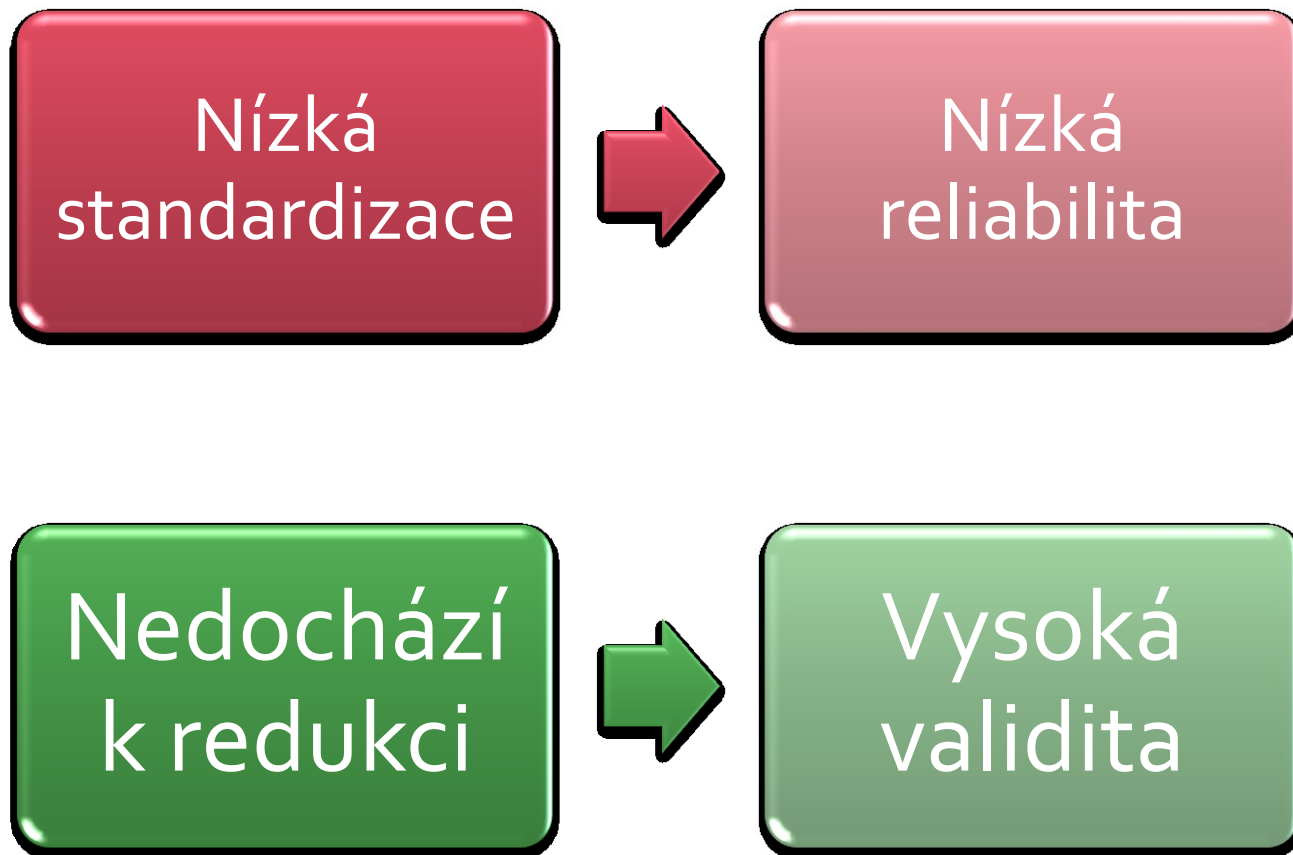 Nízká
standardizace
Nízká
reliabilita
Nedochází
k redukci
Vysoká
validita